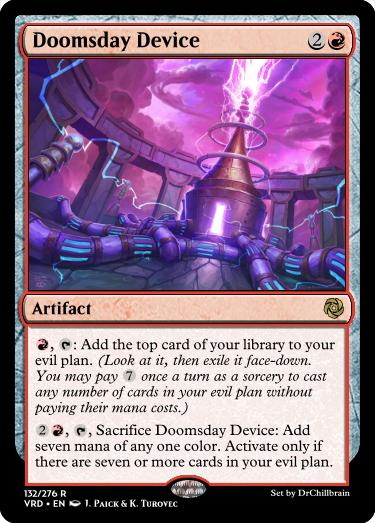 Doomsday Device 2
Artifact
: Add the top card of your library to your
evil plan. (Look at it, then exile it face-down.
You may pay 7 once a turn as a sorcery to cast
any number of cards in your evil plan without
paying their mana costs.)
2 , , Sacrifice Doomsday Device: Add
seven mana of any one color. Activate only if
there are seven or more cards in your evil plan.
132/276 R
VRD • EN J. Paick & K. Turovec
Set by DrChillbrain